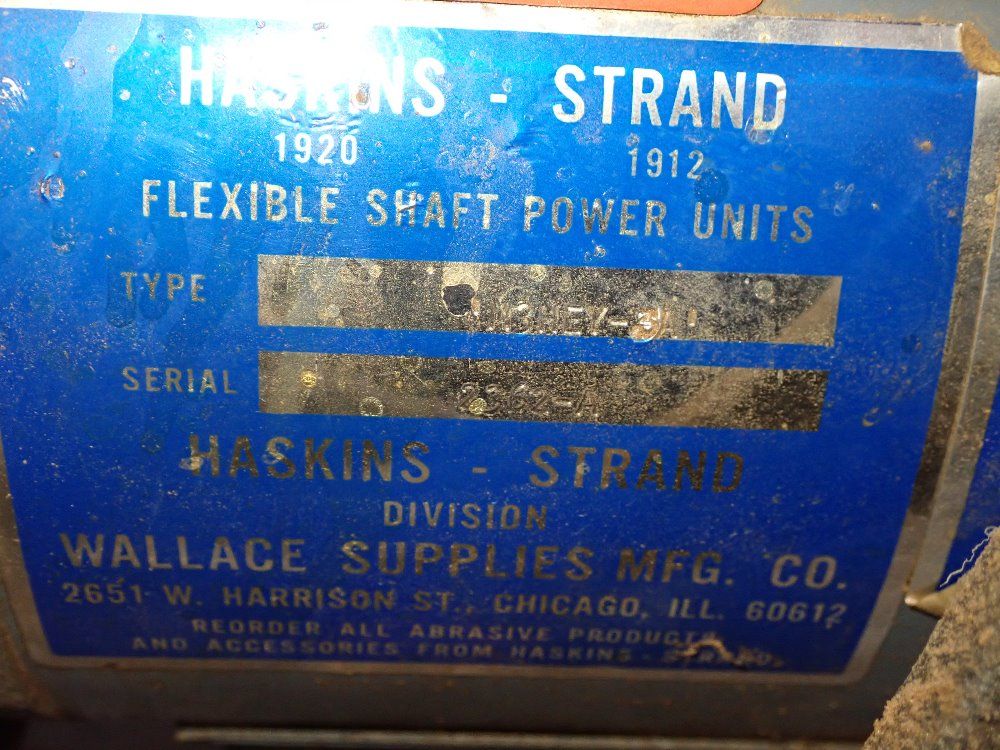 HASKINS - STRAND
1920 1912
FLEXIBLE SHAFT POWER UNITS
TYPE
SERIAL
HASKINS - STRAND
DIVISION
WALLACE SUPPLIES MFG. CO.
2651 W. HARRISON ST., CHICAGO, ILL. 60612
REORDER ALL ABRASIVE PRODUCTS
AND ACCESSORIES FROM HASKINS - STRAND